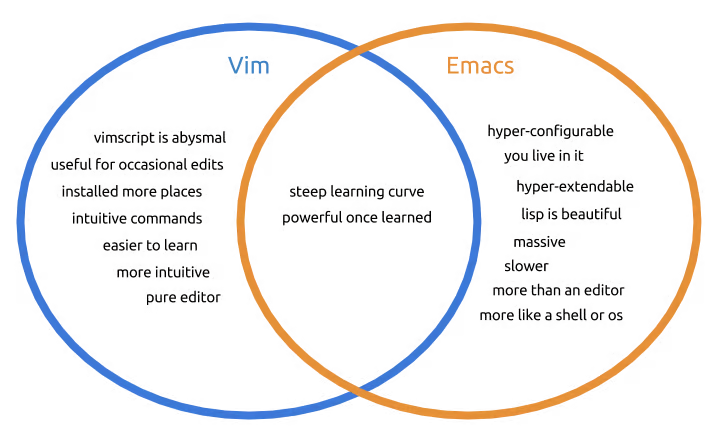 Vim
Emacs
vimscript is abysmal
useful for occasional edits
installed more places
intuitive commands
easier to learn
more intuitive
pure editor
steep learning curve
powerful once learned
hyper-configurable
you live in it
hyper-extendable
lisp is beautiful
massive
slower
more than an editor
more like a shell or os